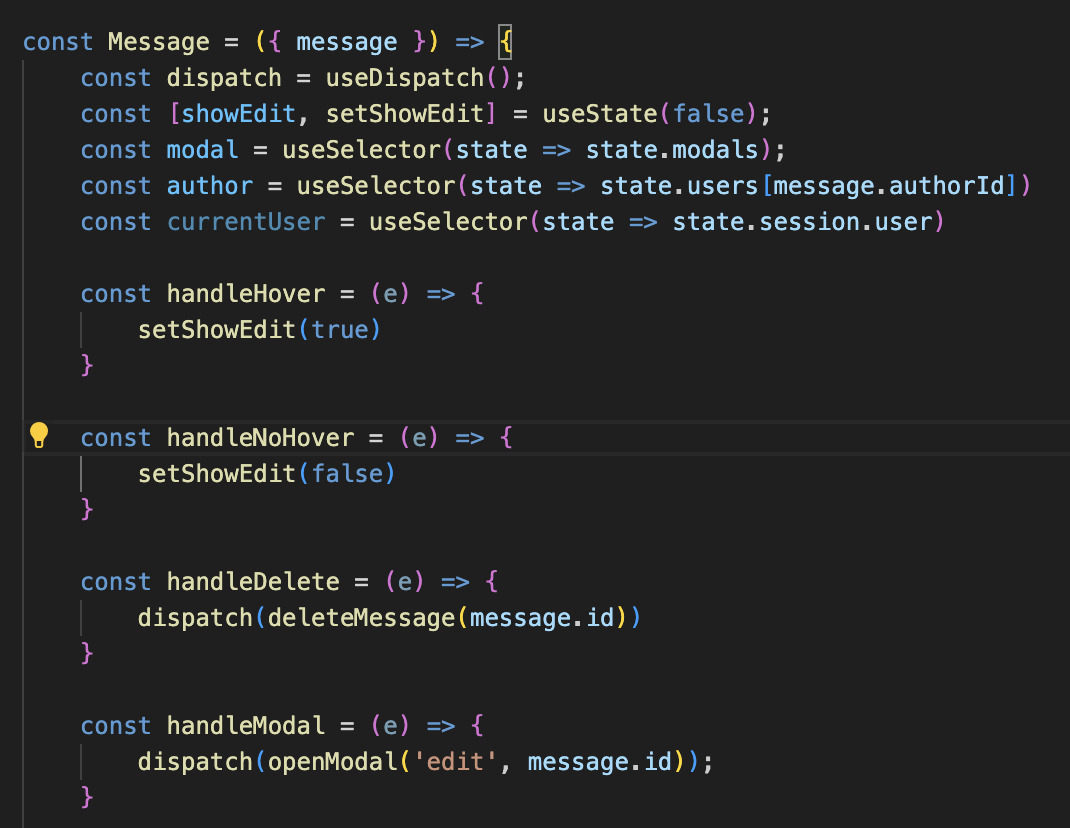 const Message = ({ message }) => {
const dispatch = useDispatch();
const [showEdit, setShowEdit] = useState(false);
const modal = useSelector(state => state.modals);
const author = useSelector(state => state.users[message.authorId])
const currentUser = useSelector(state => state.session.user)
const handleHover = (e) => {
setShowEdit(true)
}
const handleNoHover = (e) => {
setShowEdit(false)
}
const handleDelete = (e) => {
dispatch(deleteMessage(message.id))
}
const handleModal = (e) => {
dispatch(openModal('edit', message.id));
}